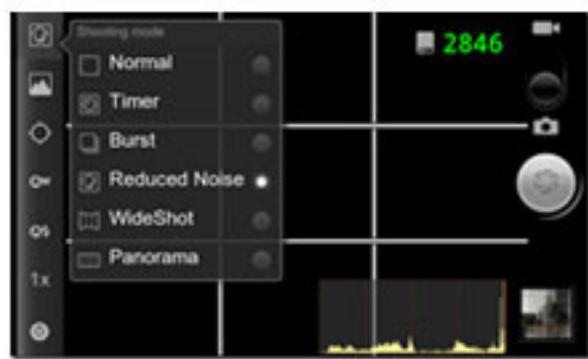 Shooting mode
Normal
Timer
Burst
Reduced Noise
WideShot
Panorama
1x
2846